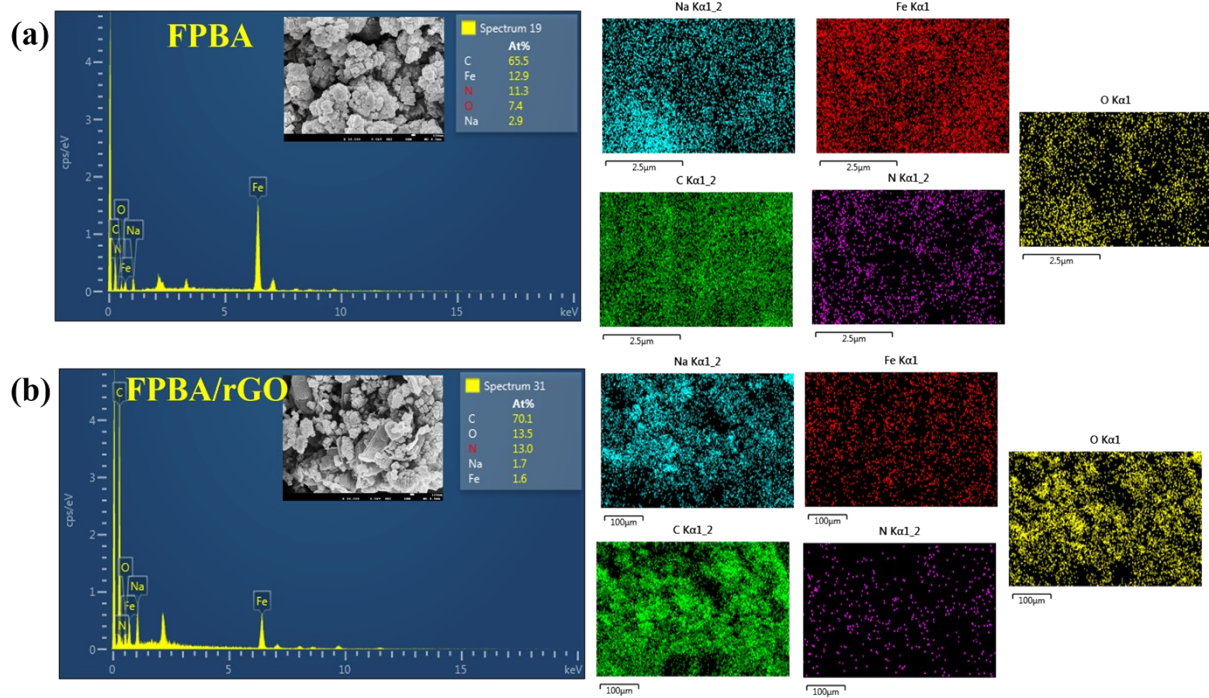 (a)
FPBA
Spectrum 19
At%
C 65.5
Fe 12.9
N 11.3
O 7.4
Na 2.9
cps/eV
4
3
2
1
0
Fe
O
C
Na
N
Fe
0 5 10 15 keV
Na Kα1_2
2.5µm
Fe Kα1
2.5µm
O Kα1
2.5µm
C Kα1_2
2.5µm
N Kα1_2
2.5µm
(b)
FPBA/rGO
Spectrum 31
At%
C 70.1
O 13.5
N 13.0
Na 1.7
Fe 1.6
cps/eV
4
3
2
1
0
C
O
Na
Fe
N
Fe
0 5 10 15 keV
Na Kα1_2
100µm
Fe Kα1
100µm
O Kα1
100µm
C Kα1_2
100µm
N Kα1_2
100µm